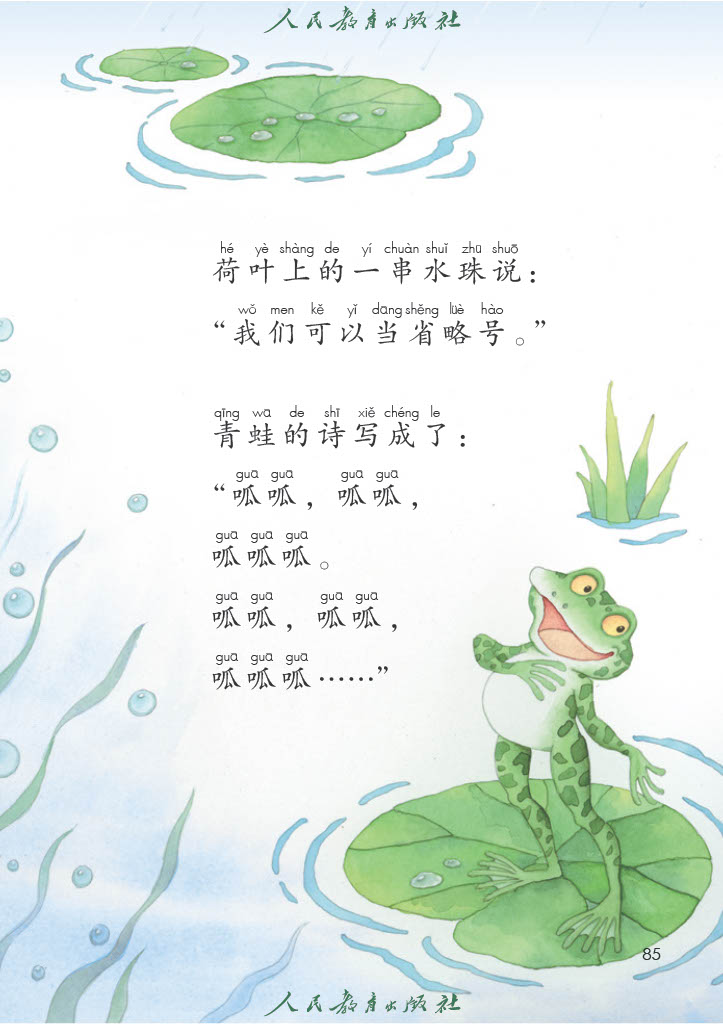 人民教育出版社
hé yè shàng de yí chuàn shuǐ zhū shuō
荷叶上的一串水珠说：
wǒ men kě yǐ dāng shěng lüè hào
“我们可以当省略号。”
qīng wā de shī xiě chéng le
青蛙的诗写成了：
guā guā guā guā
“呱呱，呱呱，
guā guā guā
呱呱呱。
guā guā guā guā
呱呱，呱呱，
guā guā guā
呱呱呱……”
85
人民教育出版社